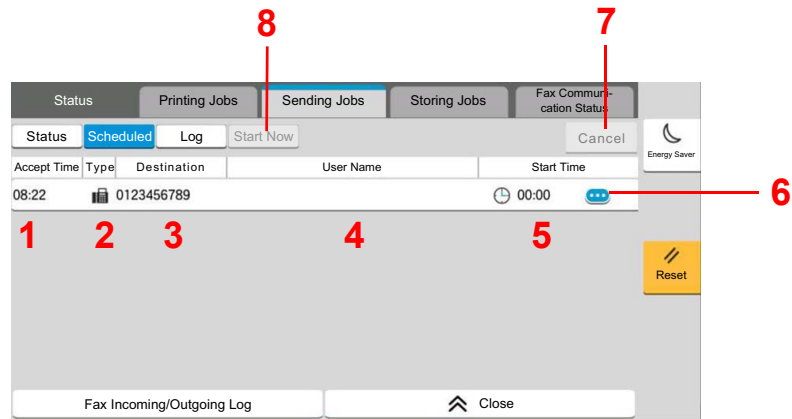 8
7
Status
Printing Jobs
Sending Jobs
Storing Jobs
Fax Communi-
cation Status
Status
Scheduled
Log
Start Now
Cancel
Energy Saver
Accept Time
Type
Destination
User Name
Start Time
08:22
0123456789
00:00
6
1
2
3
4
5
Reset
Fax Incoming/Outgoing Log
Close